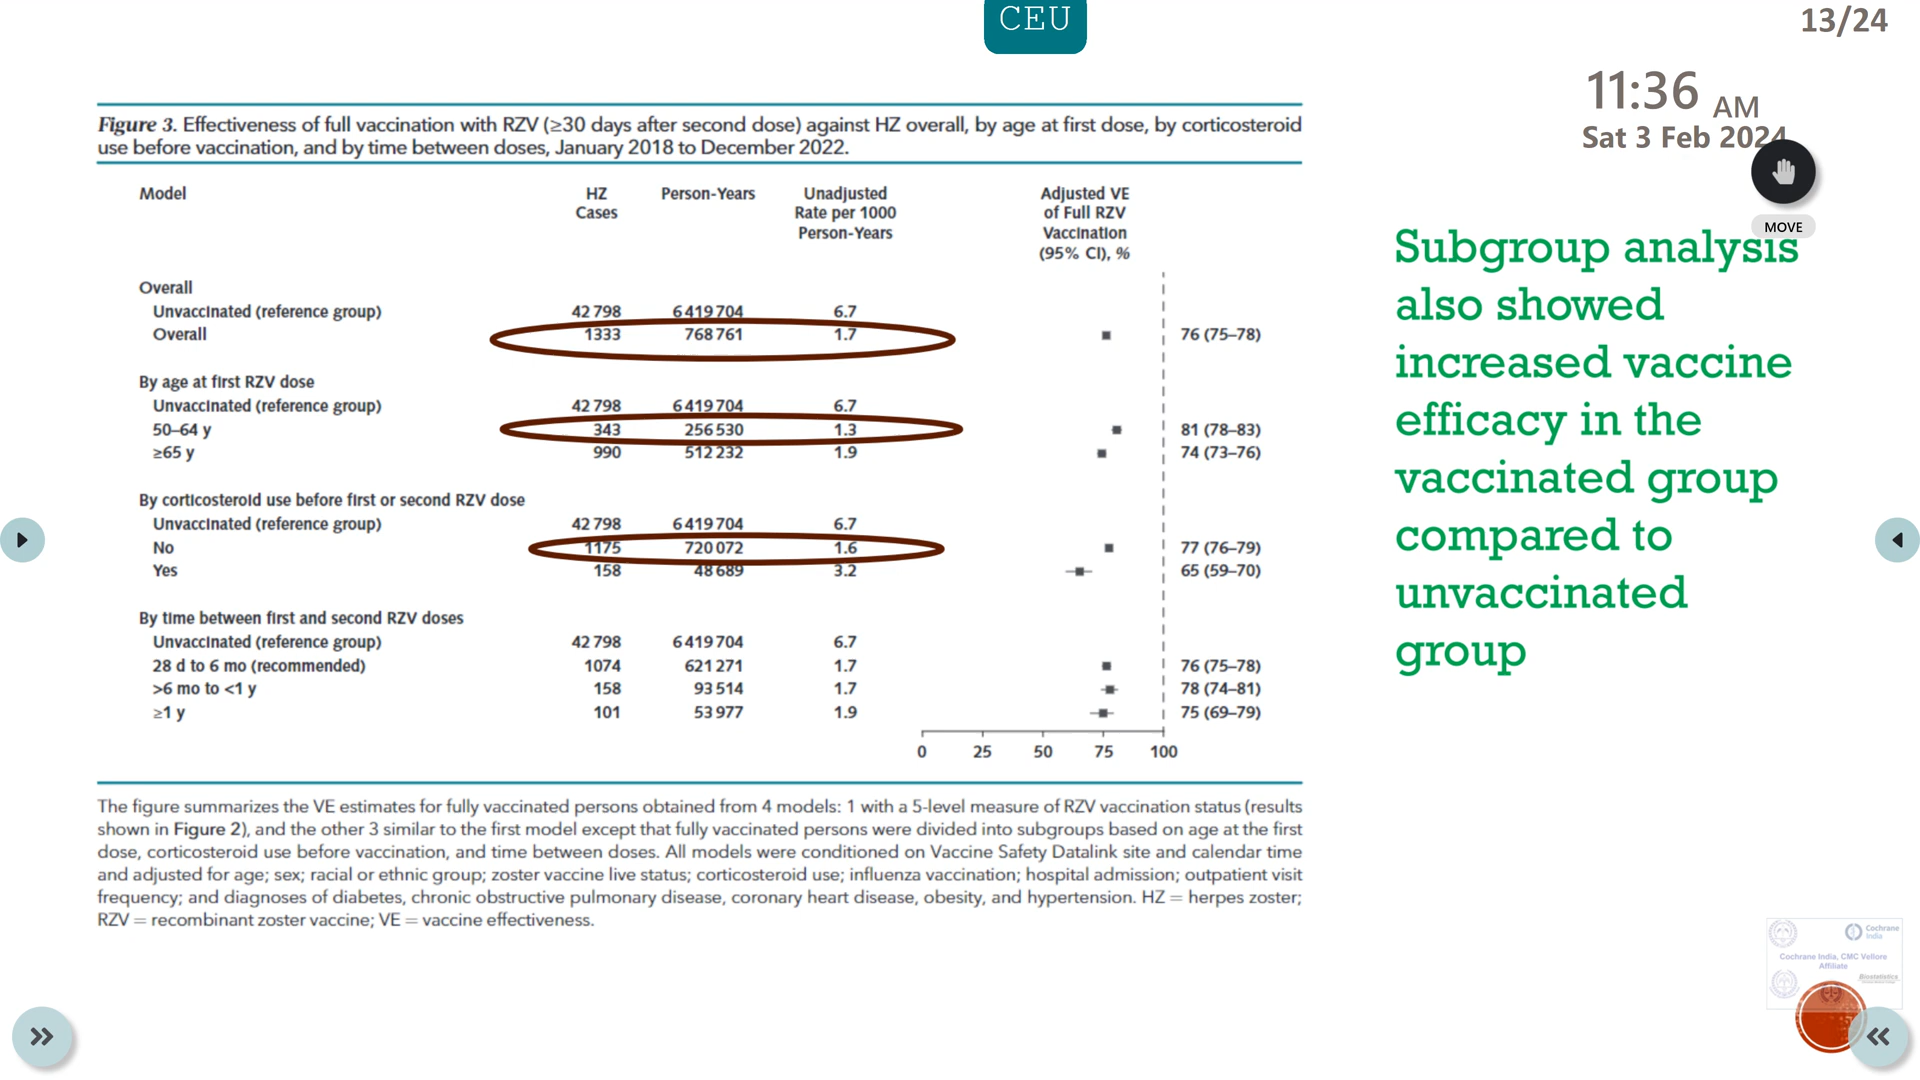 CEU
13/24
11:36 AM
Sat 3 Feb 2024
MOVE
Figure 3. Effectiveness of full vaccination with RZV (≥30 days after second dose) against HZ overall, by age at first dose, by corticosteroid
use before vaccination, and by time between doses, January 2018 to December 2022.
Model HZ Cases Person-Years Unadjusted Rate per 1000 Person-Years Adjusted VE of Full RZV Vaccination (95% CI), %
Overall
Unvaccinated (reference group) 42 798 6 419 704 6.7
Overall 1333 768 761 1.7 76 (75–78)
By age at first RZV dose
Unvaccinated (reference group) 42 798 6 419 704 6.7
50–64 y 343 256 530 1.3 81 (78–83)
≥65 y 990 512 232 1.9 74 (73–76)
By corticosteroid use before first or second RZV dose
Unvaccinated (reference group) 42 798 6 419 704 6.7
No 1175 720 072 1.6 77 (76–79)
Yes 158 48 689 3.2 65 (59–70)
By time between first and second RZV doses
Unvaccinated (reference group) 42 798 6 419 704 6.7
28 d to 6 mo (recommended) 1074 621 271 1.7 76 (75–78)
>6 mo to <1 y 158 93 514 1.7 78 (74–81)
≥1 y 101 53 977 1.9 75 (69–79)
0 25 50 75 100
The figure summarizes the VE estimates for fully vaccinated persons obtained from 4 models: 1 with a 5-level measure of RZV vaccination status (results
shown in Figure 2), and the other 3 similar to the first model except that fully vaccinated persons were divided into subgroups based on age at the first
dose, corticosteroid use before vaccination, and time between doses. All models were conditioned on Vaccine Safety Datalink site and calendar time
and adjusted for age; sex; racial or ethnic group; zoster vaccine live status; corticosteroid use; influenza vaccination; hospital admission; outpatient visit
frequency; and diagnoses of diabetes, chronic obstructive pulmonary disease, coronary heart disease, obesity, and hypertension. HZ = herpes zoster;
RZV = recombinant zoster vaccine; VE = vaccine effectiveness.
Subgroup analysis
also showed
increased vaccine
efficacy in the
vaccinated group
compared to
unvaccinated
group
Cochrane
India
Cochrane India, CMC Vellore
Affiliate
Biostatistics